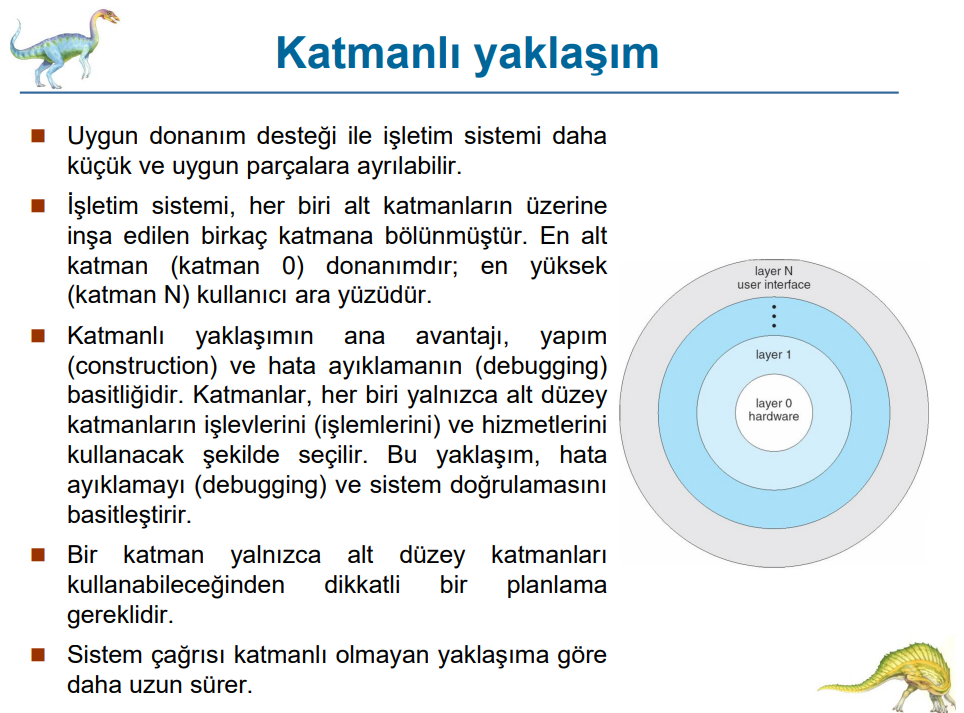 Katmanlı yaklaşım
Uygun donanım desteği ile işletim sistemi daha
küçük ve uygun parçalara ayrılabilir.
İşletim sistemi, her biri alt katmanların üzerine
inşa edilen birkaç katmana bölünmüştür. En alt
katman (katman 0) donanımdır; en yüksek
(katman N) kullanıcı ara yüzüdür.
Katmanlı yaklaşımın ana avantajı, yapım
(construction) ve hata ayıklamanın (debugging)
basitliğidir. Katmanlar, her biri yalnızca alt düzey
katmanların işlevlerini (işlemlerini) ve hizmetlerini
kullanacak şekilde seçilir. Bu yaklaşım, hata
ayıklamayı (debugging) ve sistem doğrulamasını
basitleştirir.
Bir katman yalnızca alt düzey katmanları
kullanabileceğinden dikkatli bir planlama
gereklidir.
Sistem çağrısı katmanlı olmayan yaklaşıma göre
daha uzun sürer.
layer N
user interface
layer 1
layer 0
hardware